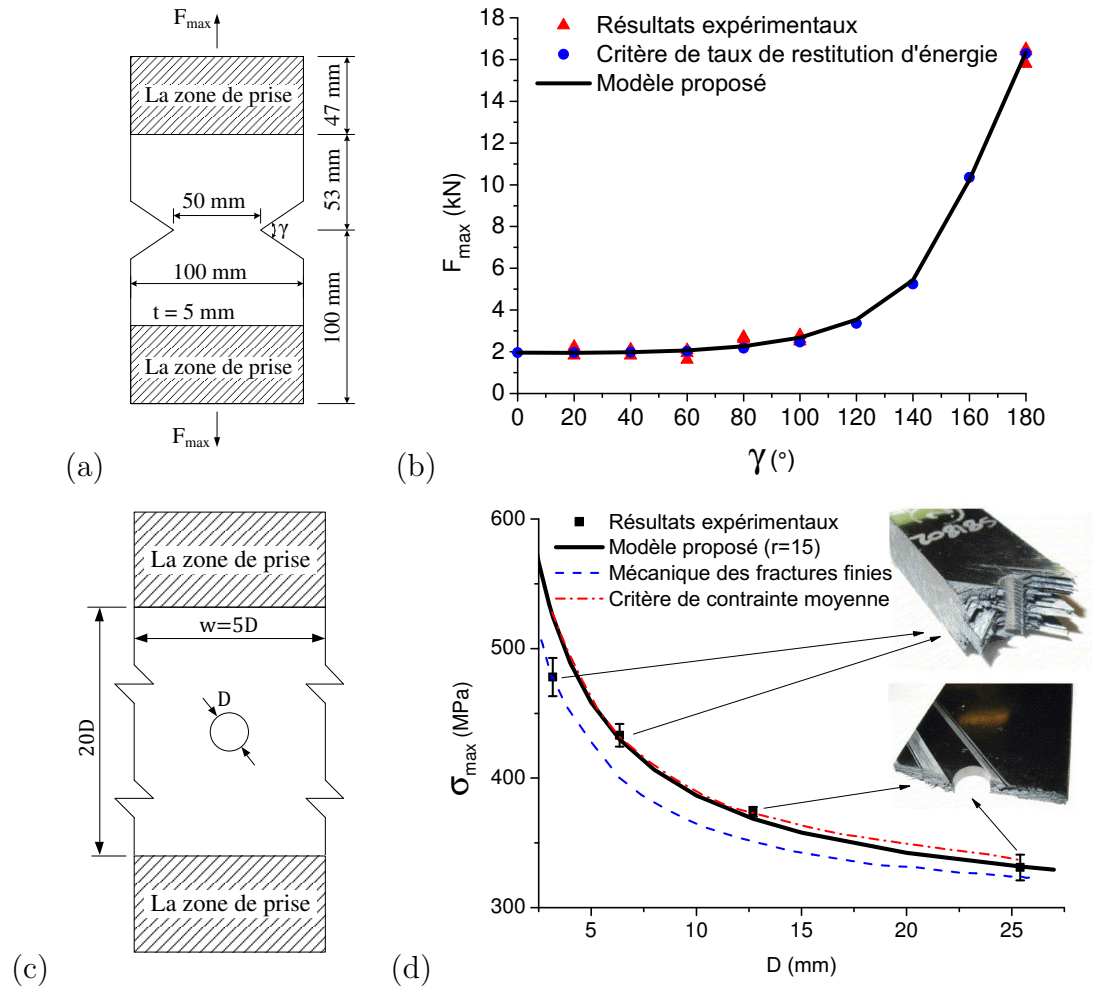 F_max
La zone de prise
47 mm
53 mm
50 mm
γ
100 mm
100 mm
t = 5 mm
La zone de prise
F_max
(a)
Résultats expérimentaux
Critère de taux de restitution d'énergie
Modèle proposé
18
16
14
12
10
8
6
4
2
0
F_max (kN)
0 20 40 60 80 100 120 140 160 180
γ (°)
(b)
La zone de prise
w=5D
D
20D
La zone de prise
(c)
Résultats expérimentaux
Modèle proposé (r=15)
Mécanique des fractures finies
Critère de contrainte moyenne
600
500
400
300
σ_max (MPa)
5 10 15 20 25
D (mm)
(d)